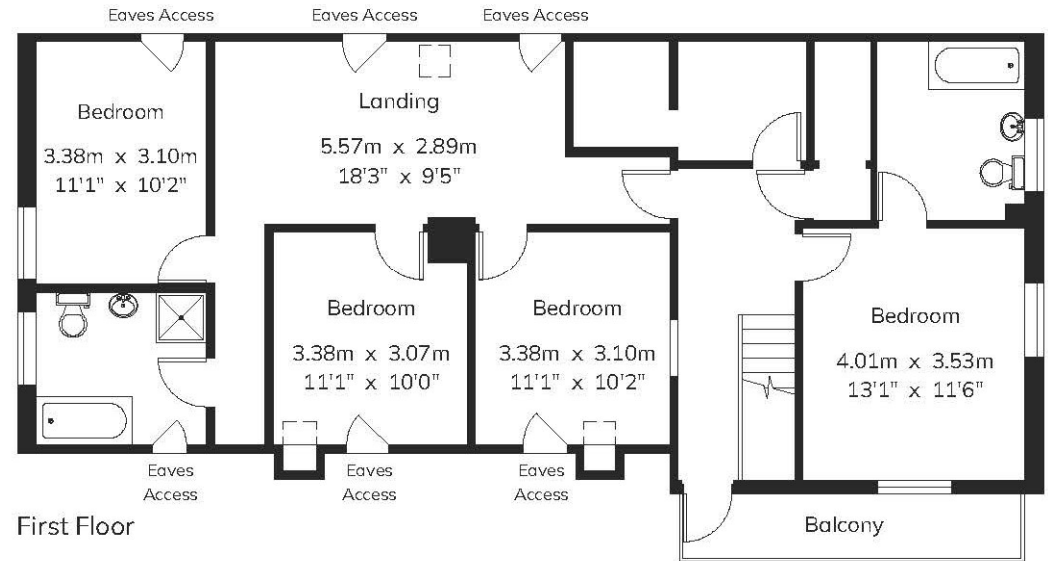 Eaves Access
Eaves Access
Eaves Access
Bedroom
3.38m x 3.10m
11'1" x 10'2"
Landing
5.57m x 2.89m
18'3" x 9'5"
Bedroom
3.38m x 3.07m
11'1" x 10'0"
Bedroom
3.38m x 3.10m
11'1" x 10'2"
Bedroom
4.01m x 3.53m
13'1" x 11'6"
Eaves
Access
Eaves
Access
Eaves
Access
First Floor
Balcony